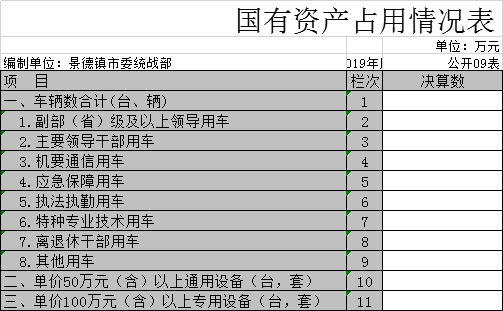 国有资产占用情况表
单位：万元
编制单位：景德镇市委统战部 019年 公开09表
项 目 栏次 决算数
一、车辆数合计(台、辆) 1
1.副部（省）级及以上领导用车 2
2.主要领导干部用车 3
3.机要通信用车 4
4.应急保障用车 5
5.执法执勤用车 6
6.特种专业技术用车 7
7.离退休干部用车 8
8.其他用车 9
二、单价50万元（含）以上通用设备（台，套） 10
三、单价100万元（含）以上专用设备（台，套） 11